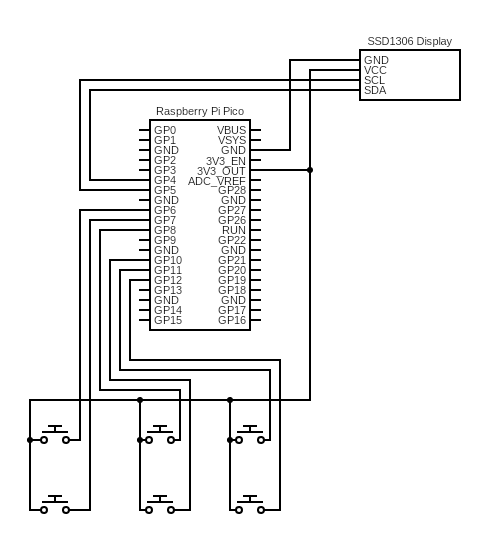 SSD1306 Display
GND
VCC
SCL
SDA
Raspberry Pi Pico
GP0 VBUS
GP1 VSYS
GND GND
GP2 3V3_EN
GP3 3V3_OUT
GP4 ADC_VREF
GP5 GP28
GND GND
GP6 GP27
GP7 GP26
GP8 RUN
GP9 GP22
GND GND
GP10 GP21
GP11 GP20
GP12 GP19
GP13 GP18
GND GND
GP14 GP17
GP15 GP16